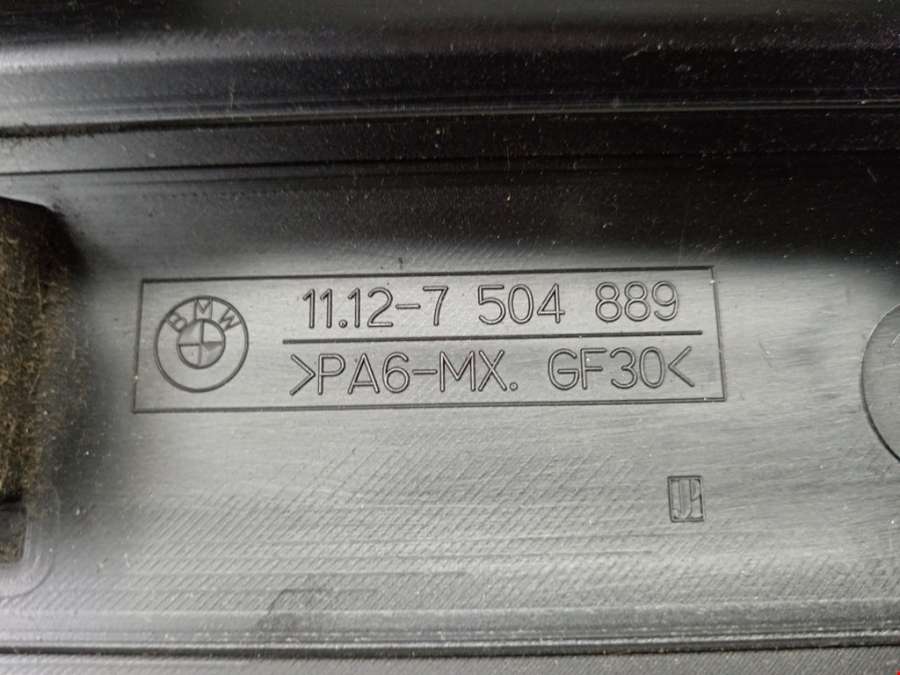 BMW
11.12-7 504 889
>PA6-MX. GF30<